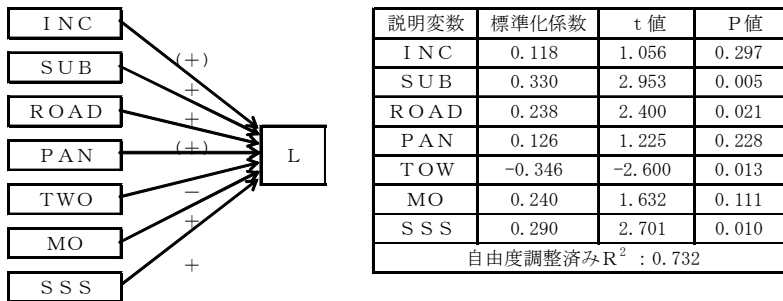 ＩＮＣ
ＳＵＢ
ＲＯＡＤ
ＰＡＮ
ＴＷＯ
ＭＯ
ＳＳＳ
(＋)
＋
＋
(＋)
－
＋
＋
Ｌ
説明変数 標準化係数 ｔ値 Ｐ値
ＩＮＣ 0.118 1.056 0.297
ＳＵＢ 0.330 2.953 0.005
ＲＯＡＤ 0.238 2.400 0.021
ＰＡＮ 0.126 1.225 0.228
ＴＯＷ -0.346 -2.600 0.013
ＭＯ 0.240 1.632 0.111
ＳＳＳ 0.290 2.701 0.010
自由度調整済みＲ²：0.732